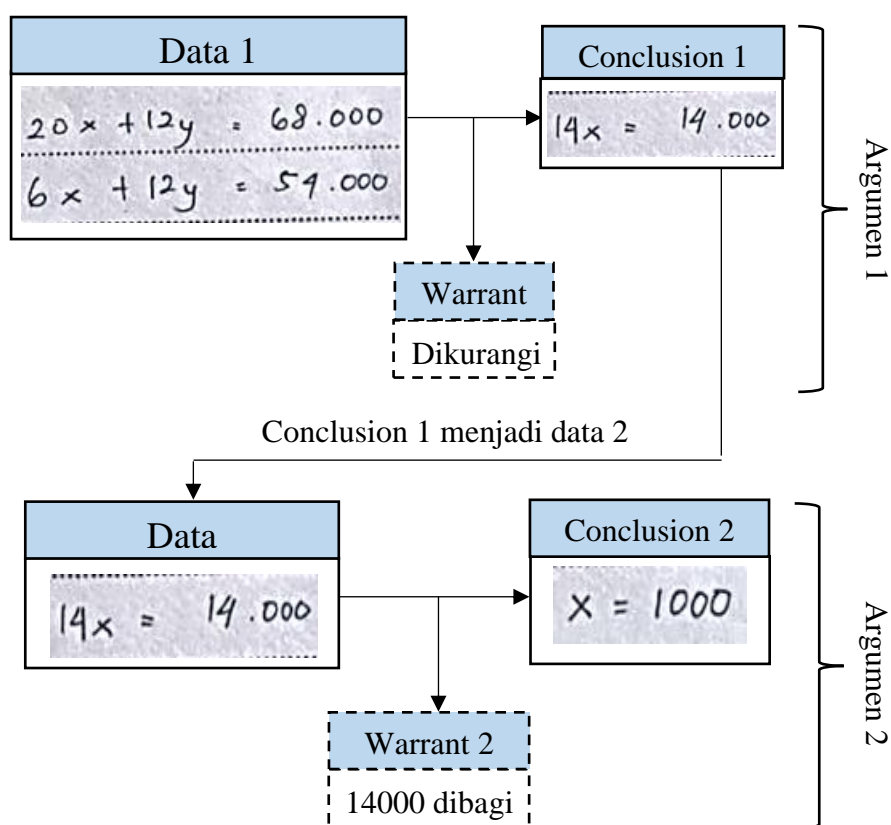 Data 1
20x + 12y = 68.000
6x + 12y = 54.000
Conclusion 1
14x = 14.000
Argumen 1
Warrant
Dikurangi
Conclusion 1 menjadi data 2
Data
14x = 14.000
Conclusion 2
x = 1000
Argumen 2
Warrant 2
14000 dibagi